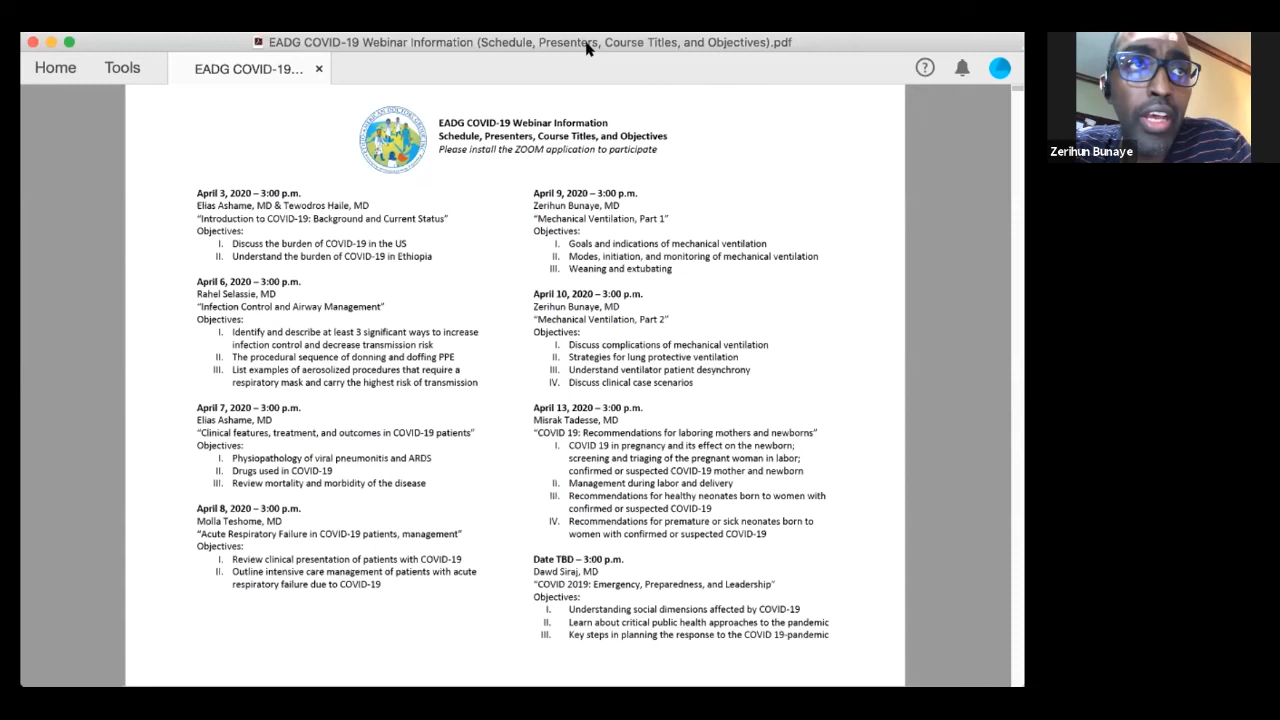 EADG COVID-19 Webinar Information (Schedule, Presenters, Course Titles, and Objectives).pdf
Home
Tools
EADG COVID-19...
×
?
EADG COVID-19 Webinar Information
Schedule, Presenters, Course Titles, and Objectives
Please install the ZOOM application to participate
April 3, 2020 – 3:00 p.m.
Elias Ashame, MD & Tewodros Haile, MD
“Introduction to COVID-19: Background and Current Status”
Objectives:
I. Discuss the burden of COVID-19 in the US
II. Understand the burden of COVID-19 in Ethiopia
April 6, 2020 – 3:00 p.m.
Rahel Selassie, MD
“Infection Control and Airway Management”
Objectives:
I. Identify and describe at least 3 significant ways to increase
infection control and decrease transmission risk
II. The procedural sequence of donning and doffing PPE
III. List examples of aerosolized procedures that require a
respiratory mask and carry the highest risk of transmission
April 7, 2020 – 3:00 p.m.
Elias Ashame, MD
“Clinical features, treatment, and outcomes in COVID-19 patients”
Objectives:
I. Physiopathology of viral pneumonitis and ARDS
II. Drugs used in COVID-19
III. Review mortality and morbidity of the disease
April 8, 2020 – 3:00 p.m.
Molla Teshome, MD
“Acute Respiratory Failure in COVID-19 patients, management”
Objectives:
I. Review clinical presentation of patients with COVID-19
II. Outline intensive care management of patients with acute
respiratory failure due to COVID-19
April 9, 2020 – 3:00 p.m.
Zerihun Bunaye, MD
“Mechanical Ventilation, Part 1”
Objectives:
I. Goals and indications of mechanical ventilation
II. Modes, initiation, and monitoring of mechanical ventilation
III. Weaning and extubating
April 10, 2020 – 3:00 p.m.
Zerihun Bunaye, MD
“Mechanical Ventilation, Part 2”
Objectives:
I. Discuss complications of mechanical ventilation
II. Strategies for lung protective ventilation
III. Understand ventilator patient desynchrony
IV. Discuss clinical case scenarios
April 13, 2020 – 3:00 p.m.
Misrak Tadesse, MD
“COVID 19: Recommendations for laboring mothers and newborns”
I. COVID 19 in pregnancy and its effect on the newborn;
screening and triaging of the pregnant woman in labor;
confirmed or suspected COVID-19 mother and newborn
Ii. Management during labor and delivery
III. Recommendations for healthy neonates born to women with
confirmed or suspected COVID-19
IV. Recommendations for premature or sick neonates born to
women with confirmed or suspected COVID-19
Date TBD – 3:00 p.m.
Dawd Siraj, MD
“COVID 2019: Emergency, Preparedness, and Leadership”
Objectives:
I. Understanding social dimensions affected by COVID-19
II. Learn about critical public health approaches to the pandemic
III. Key steps in planning the response to the COVID 19-pandemic
Zerihun Bunaye